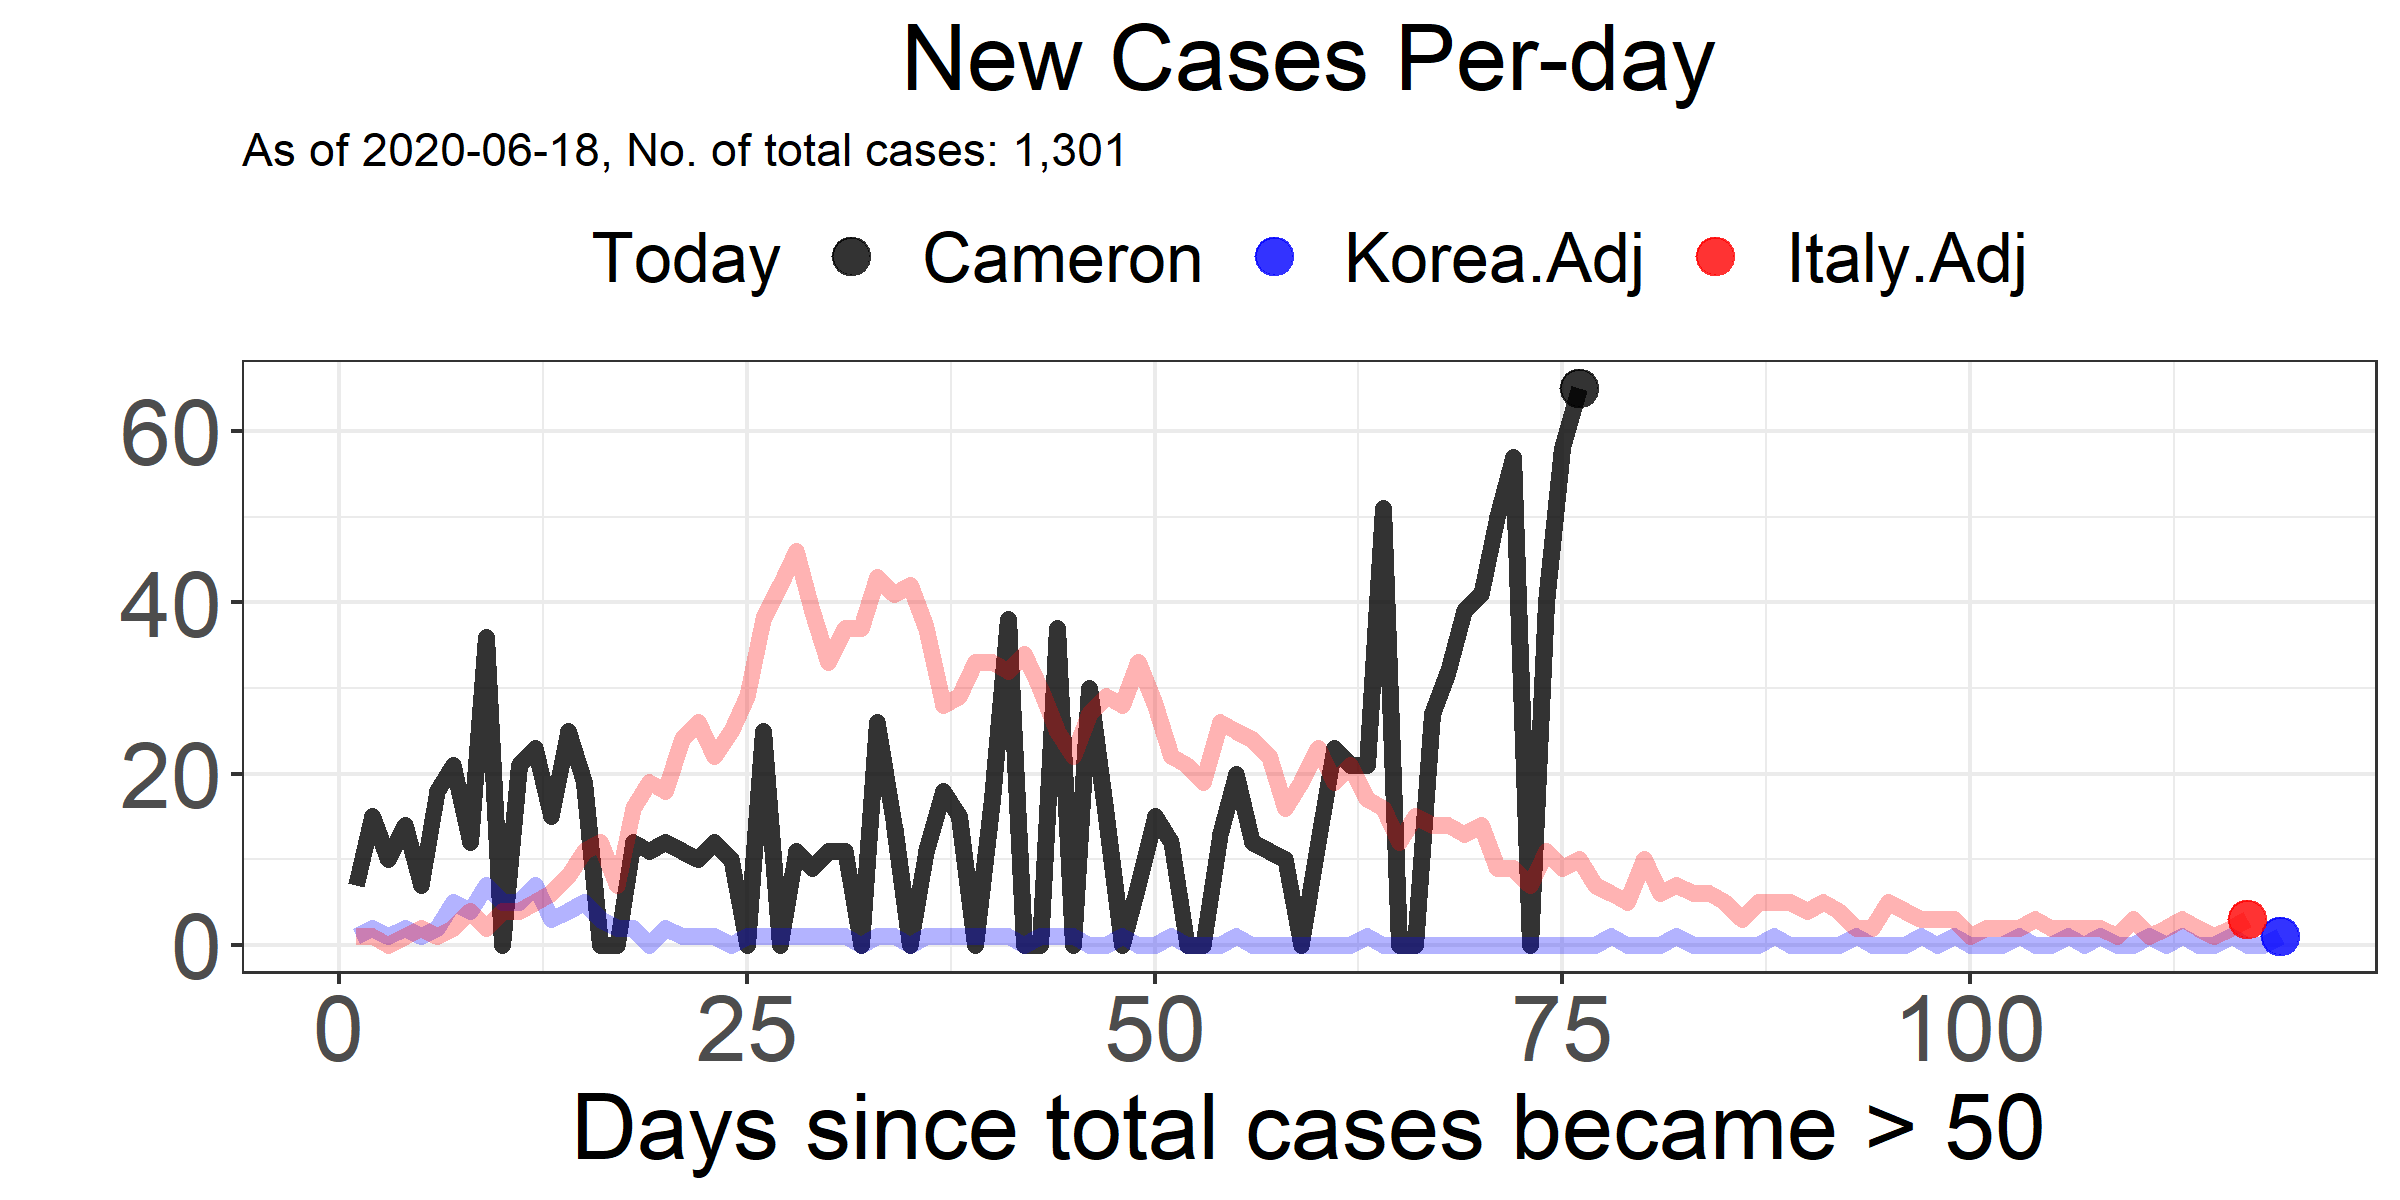 New Cases Per-day
As of 2020-06-18, No. of total cases: 1,301
Today Cameron Korea.Adj Italy.Adj
60
40
20
0
0 25 50 75 100
Days since total cases became > 50